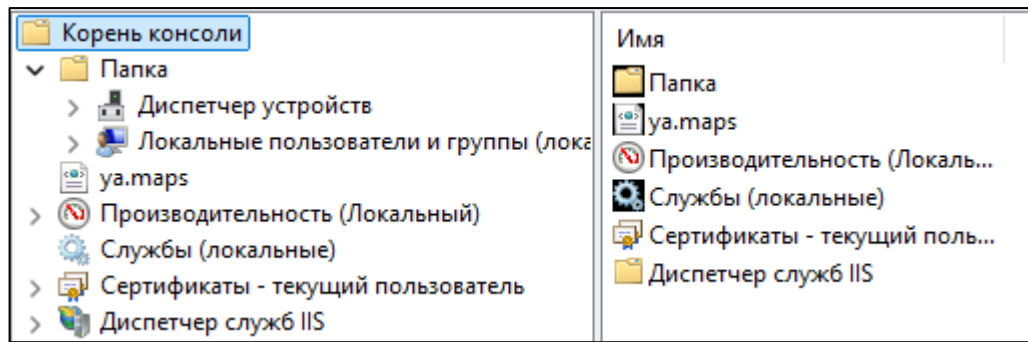 Корень консоли
Папка
Диспетчер устройств
Локальные пользователи и группы (лока
ya.maps
Производительность (Локальный)
Службы (локальные)
Сертификаты - текущий пользователь
Диспетчер служб IIS
Имя
Папка
ya.maps
Производительность (Локаль...
Службы (локальные)
Сертификаты - текущий поль...
Диспетчер служб IIS